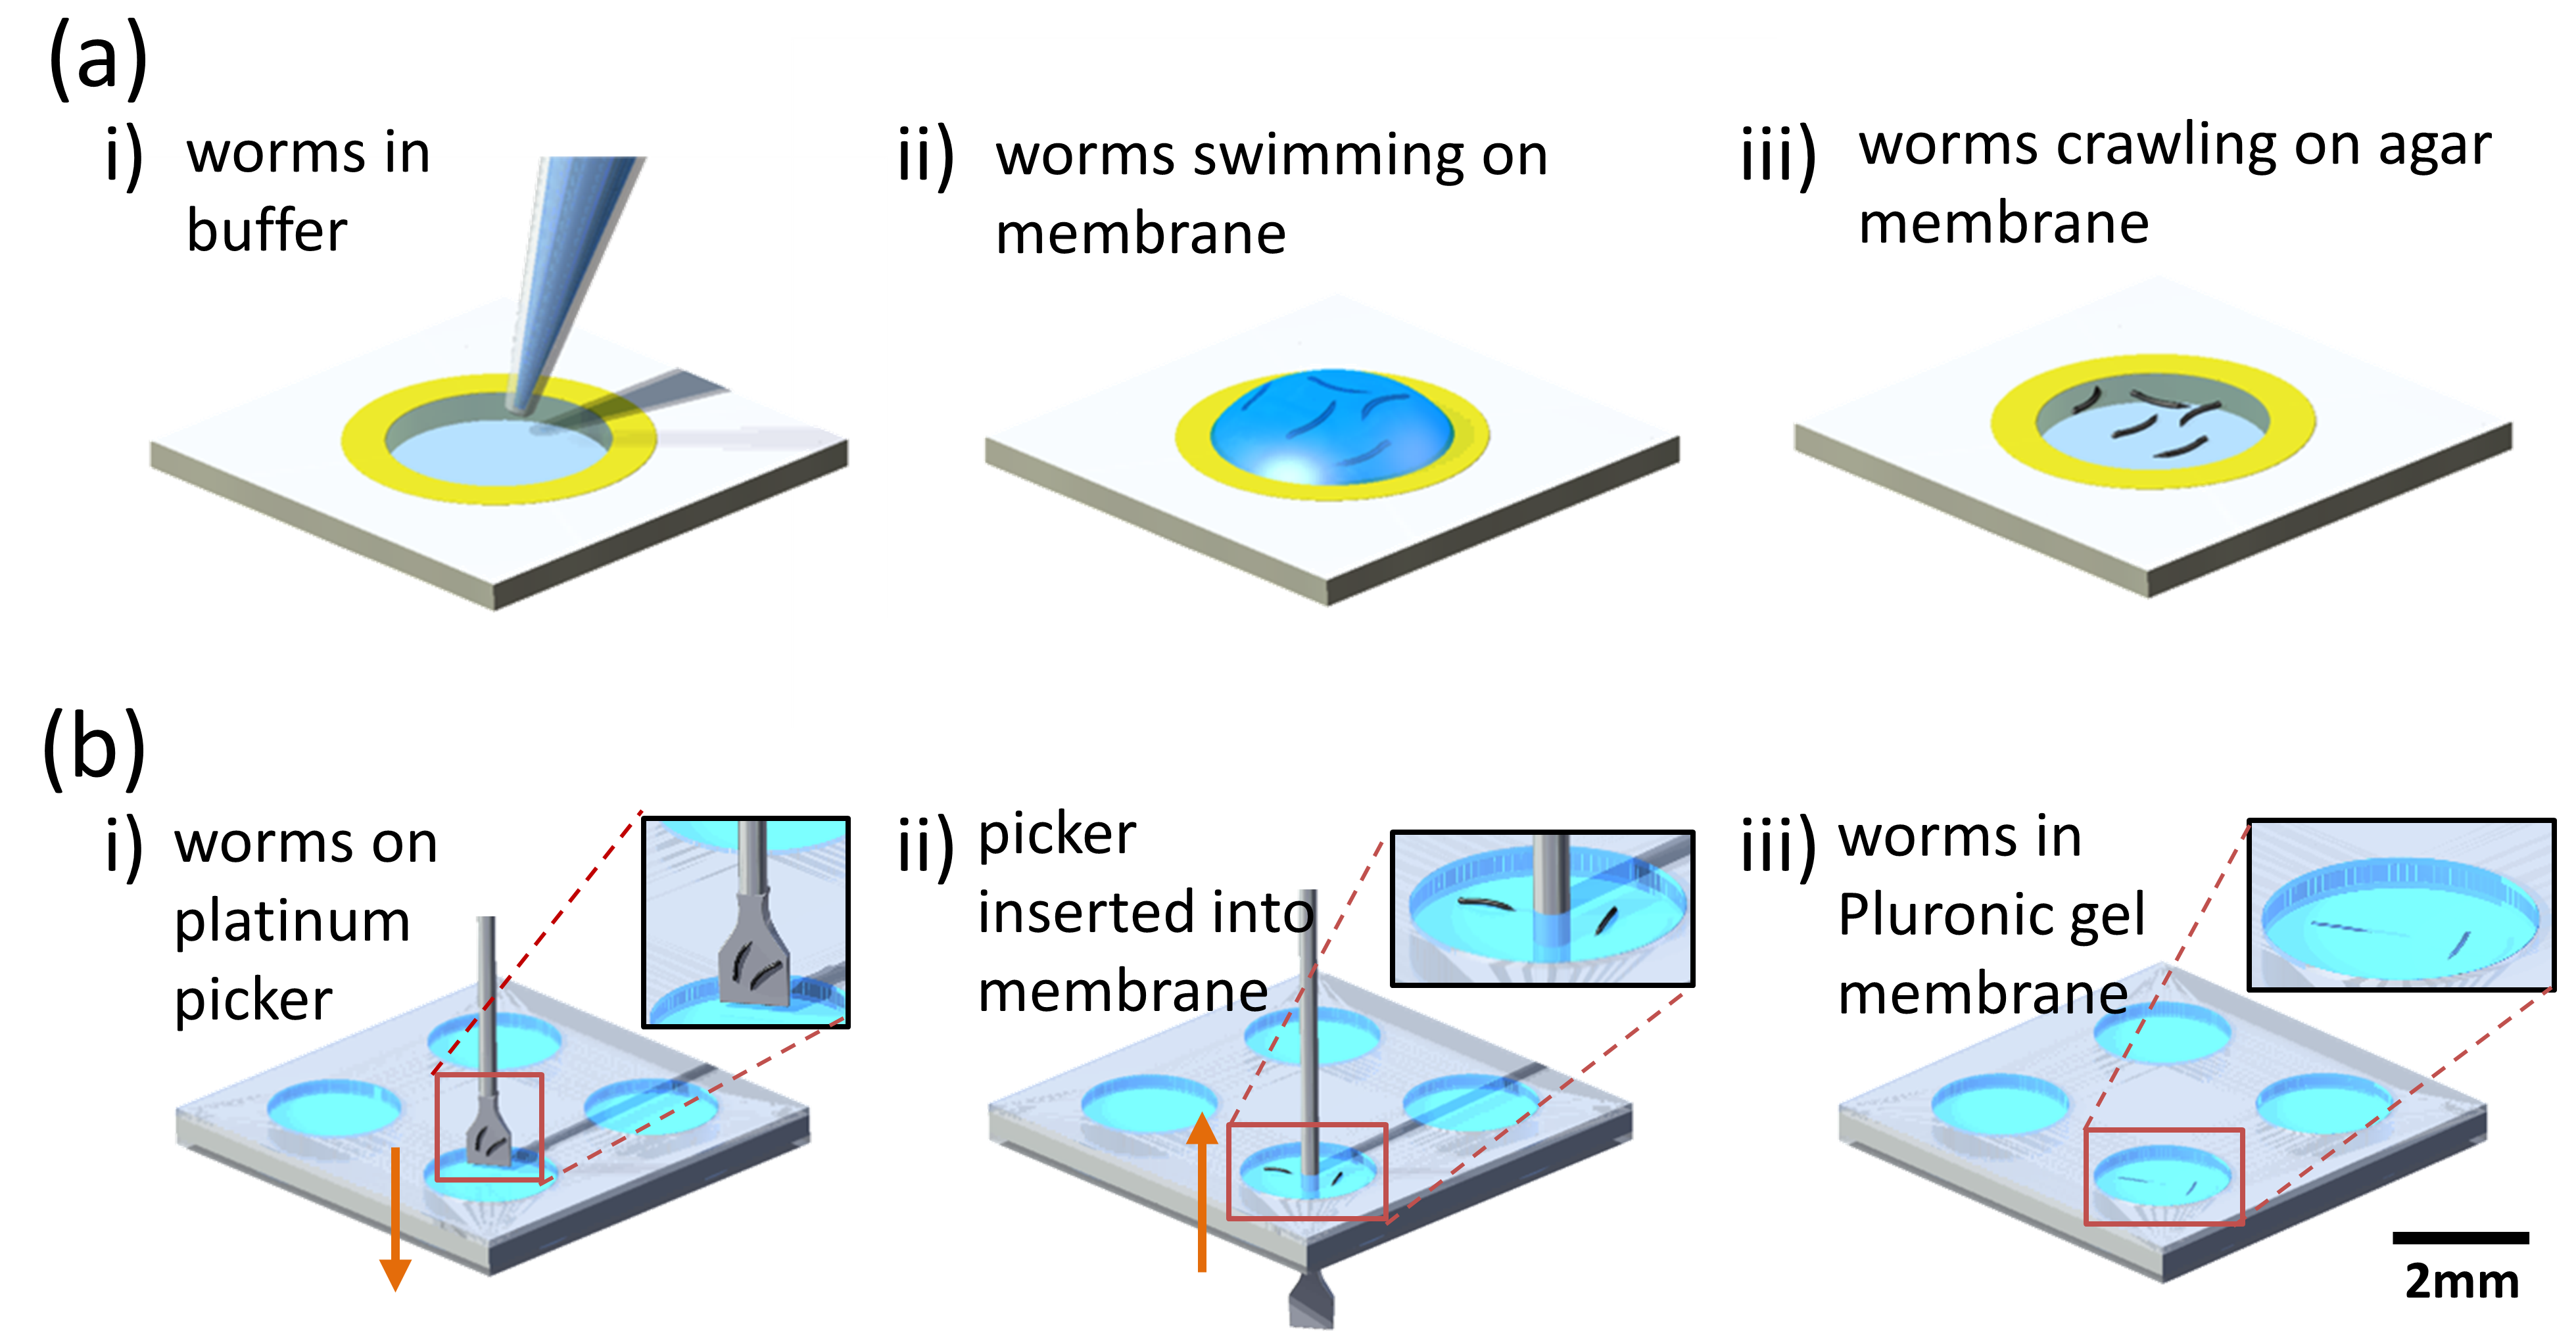 (a)
i) worms in
buffer
ii) worms swimming on
membrane
iii) worms crawling on agar
membrane
(b)
i) worms on
platinum
picker
ii) picker
inserted into
membrane
iii) worms in
Pluronic gel
membrane
2mm